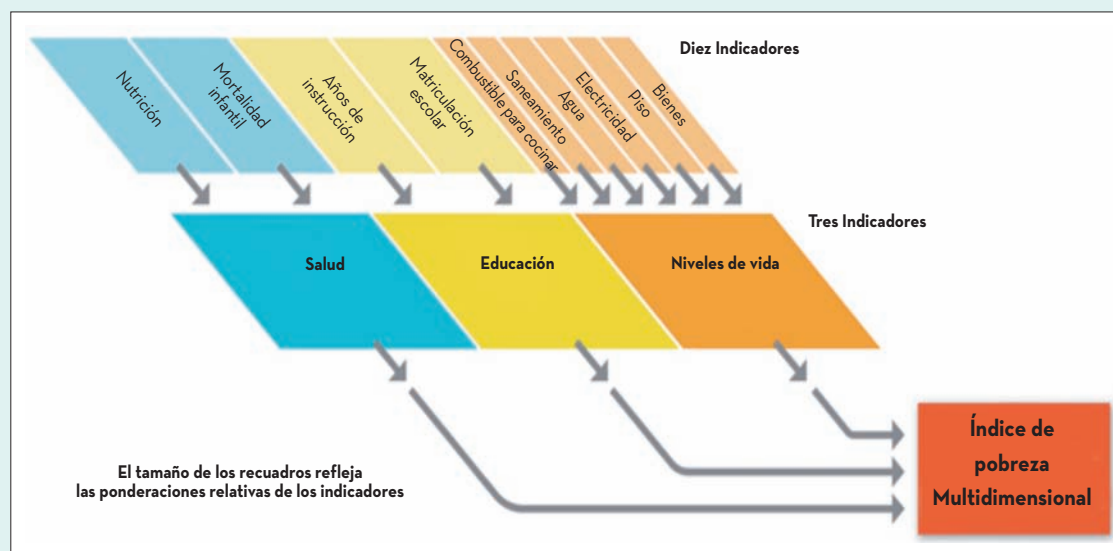 Diez Indicadores
Nutrición
Mortalidad
infantil
Años de
instrucción
Matriculación
escolar
Combustible para cocinar
Saneamiento
Agua
Electricidad
Piso
Bienes
Tres Indicadores
Salud
Educación
Niveles de vida
El tamaño de los recuadros refleja
las ponderaciones relativas de los indicadores
Índice de
pobreza
Multidimensional